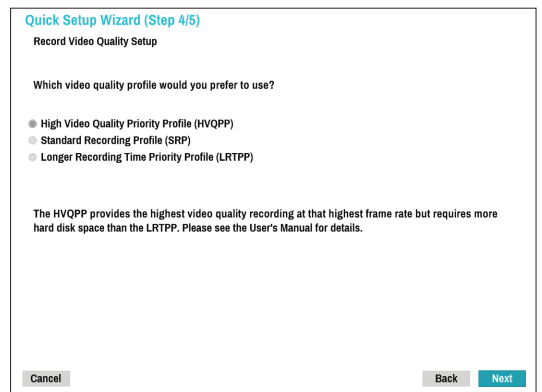 Quick Setup Wizard (Step 4/5)
Record Video Quality Setup
Which video quality profile would you prefer to use?
High Video Quality Priority Profile (HVQPP)
Standard Recording Profile (SRP)
Longer Recording Time Priority Profile (LRTPP)
The HVQPP provides the highest video quality recording at that highest frame rate but requires more
hard disk space than the LRTPP. Please see the User's Manual for details.
Cancel Back Next